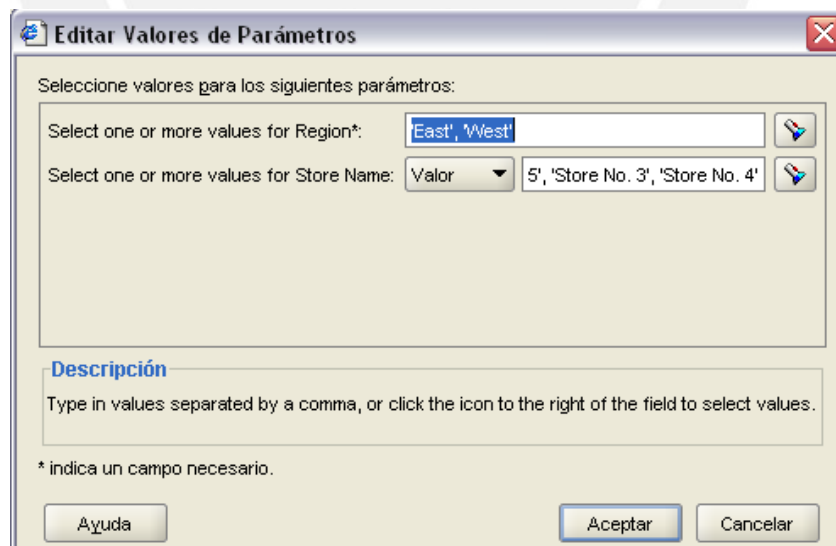 Editar Valores de Parámetros
Seleccione valores para los siguientes parámetros:
Select one or more values for Region*: 'East', 'West'
Select one or more values for Store Name: Valor 5', 'Store No. 3', 'Store No. 4'
Descripción
Type in values separated by a comma, or click the icon to the right of the field to select values.
* indica un campo necesario.
Ayuda Aceptar Cancelar